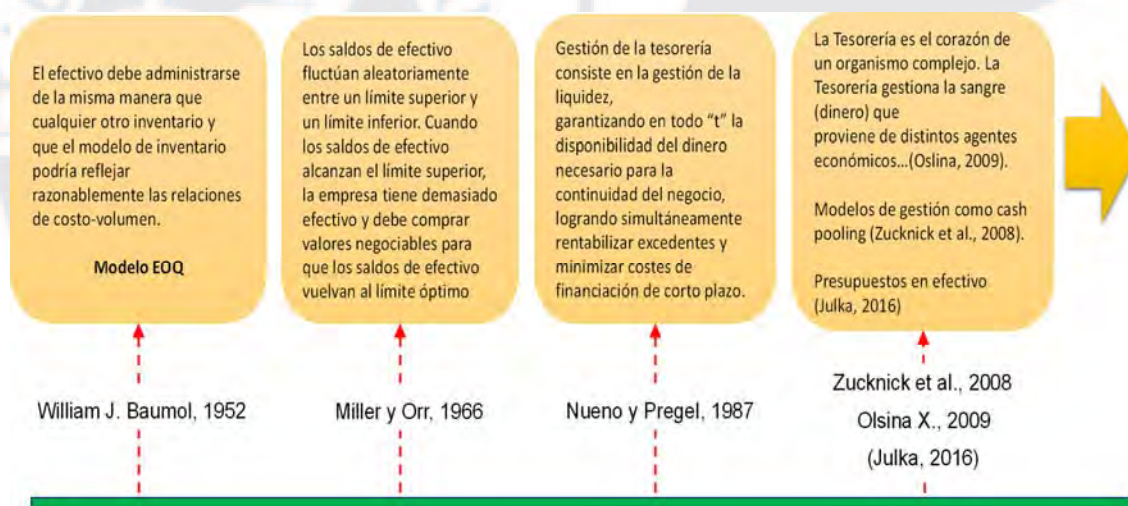 El efectivo debe administrarse
de la misma manera que
cualquier otro inventario y
que el modelo de inventario
podría reflejar
razonablemente las relaciones
de costo-volumen.
Modelo EOQ
William J. Baumol, 1952
Los saldos de efectivo
fluctúan aleatoriamente
entre un límite superior y
un límite inferior. Cuando
los saldos de efectivo
alcanzan el límite superior,
la empresa tiene demasiado
efectivo y debe comprar
valores negociables para
que los saldos de efectivo
vuelvan al límite óptimo
Miller y Orr, 1966
Gestión de la tesorería
consiste en la gestión de la
liquidez,
garantizando en todo “t” la
disponibilidad del dinero
necesario para la
continuidad del negocio,
logrando simultáneamente
rentabilizar excedentes y
minimizar costes de
financiación de corto plazo.
Nueno y Pregel, 1987
La Tesorería es el corazón de
un organismo complejo. La
Tesorería gestiona la sangre
(dinero) que
proviene de distintos agentes
económicos...(Oslina, 2009).
Modelos de gestión como cash
pooling (Zucknick et al., 2008).
Presupuestos en efectivo
(Julka, 2016)
Zucknick et al., 2008
Olsina X., 2009
(Julka, 2016)